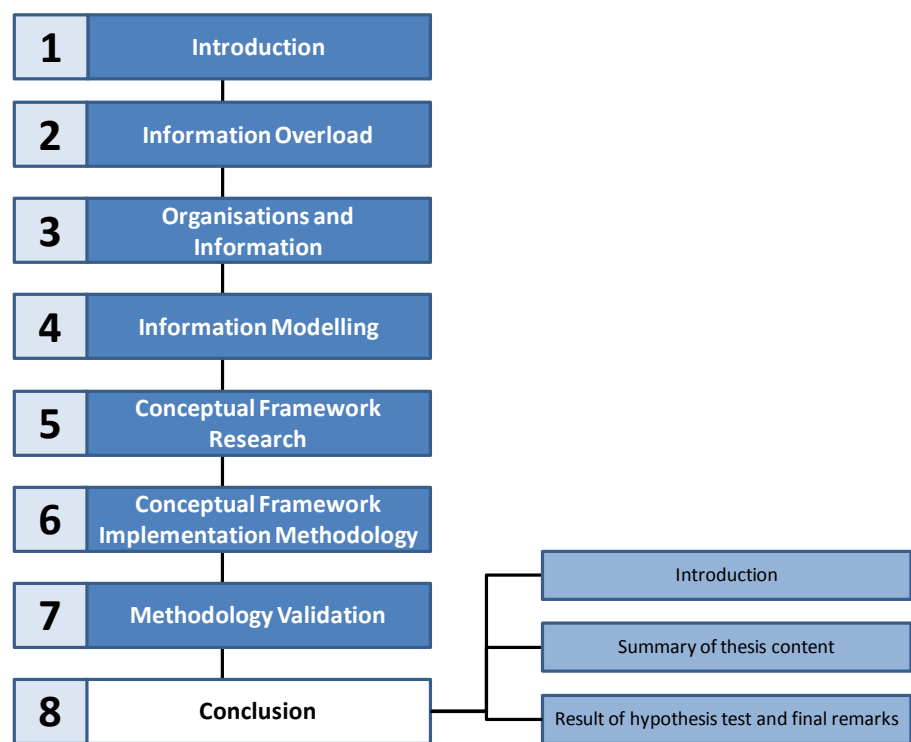 1
Introduction
2
Information Overload
3
Organisations and
Information
4
Information Modelling
5
Conceptual Framework
Research
6
Conceptual Framework
Implementation Methodology
7
Methodology Validation
8
Conclusion
Introduction
Summary of thesis content
Result of hypothesis test and final remarks